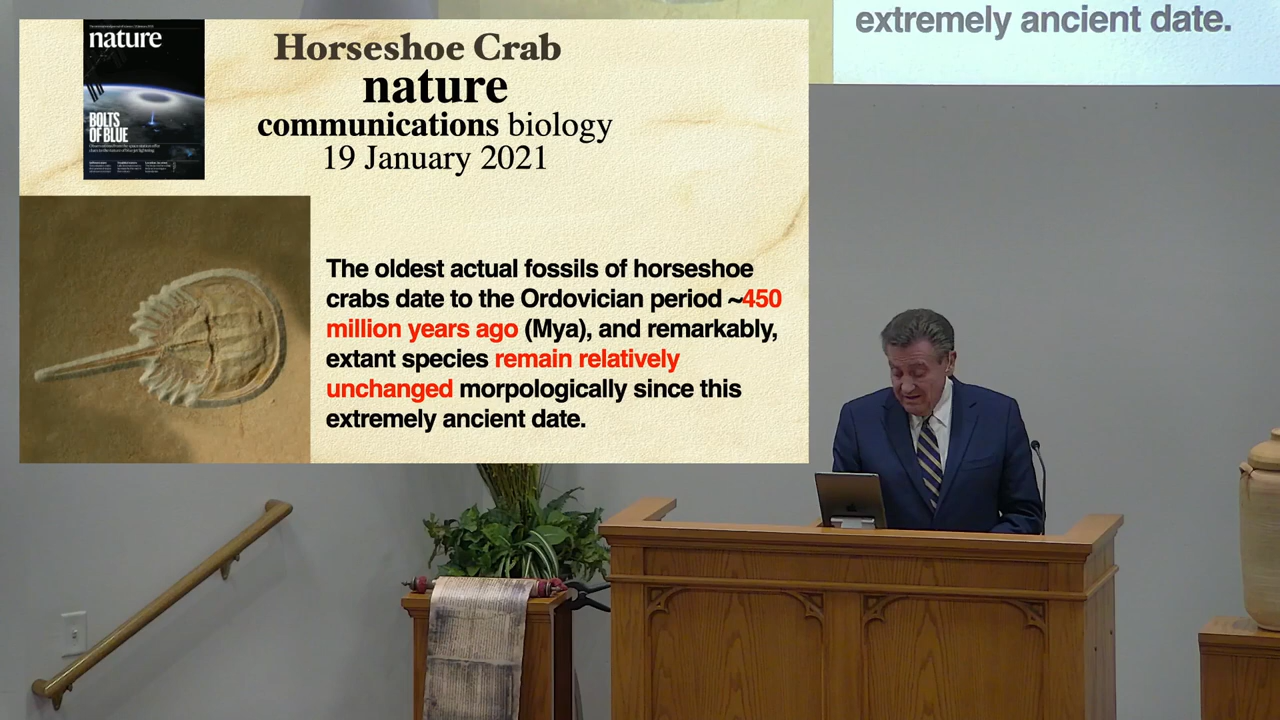 nature
BOLTS
OF BLUE
Horseshoe Crab
nature
communications biology
19 January 2021
The oldest actual fossils of horseshoe
crabs date to the Ordovician period ~450
million years ago (Mya), and remarkably,
extant species remain relatively
unchanged morpologically since this
extremely ancient date.
extremely ancient date.